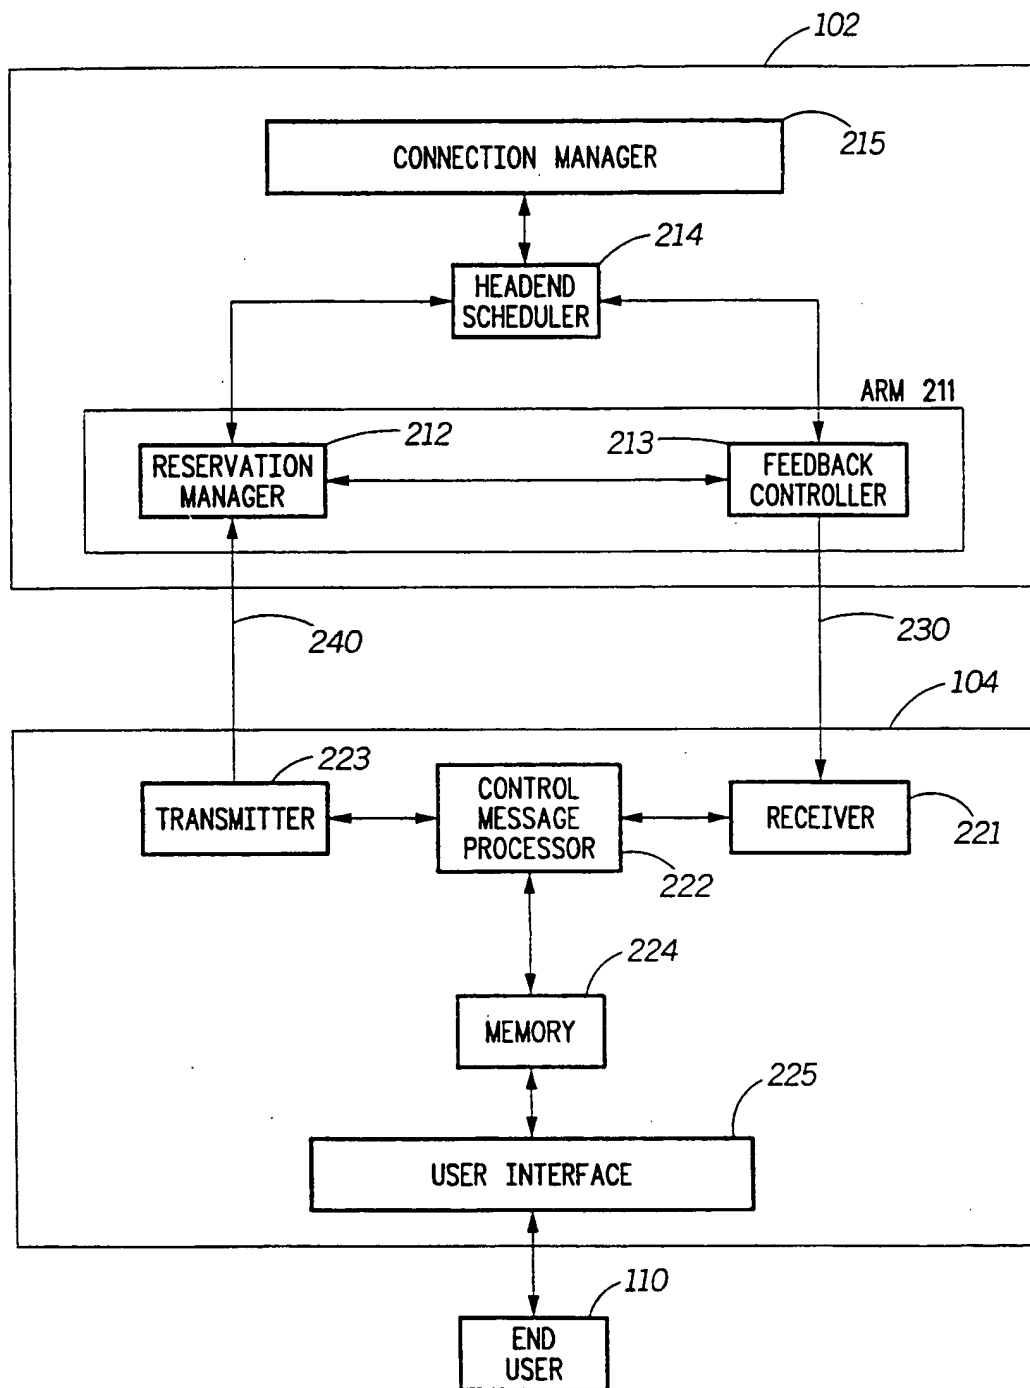 102
CONNECTION MANAGER
215
214
HEADEND
SCHEDULER
ARM 211
212
213
RESERVATION
MANAGER
FEEDBACK
CONTROLLER
240
230
104
223
TRANSMITTER
CONTROL
MESSAGE
PROCESSOR
RECEIVER
221
222
224
MEMORY
225
USER INTERFACE
110
END
USER